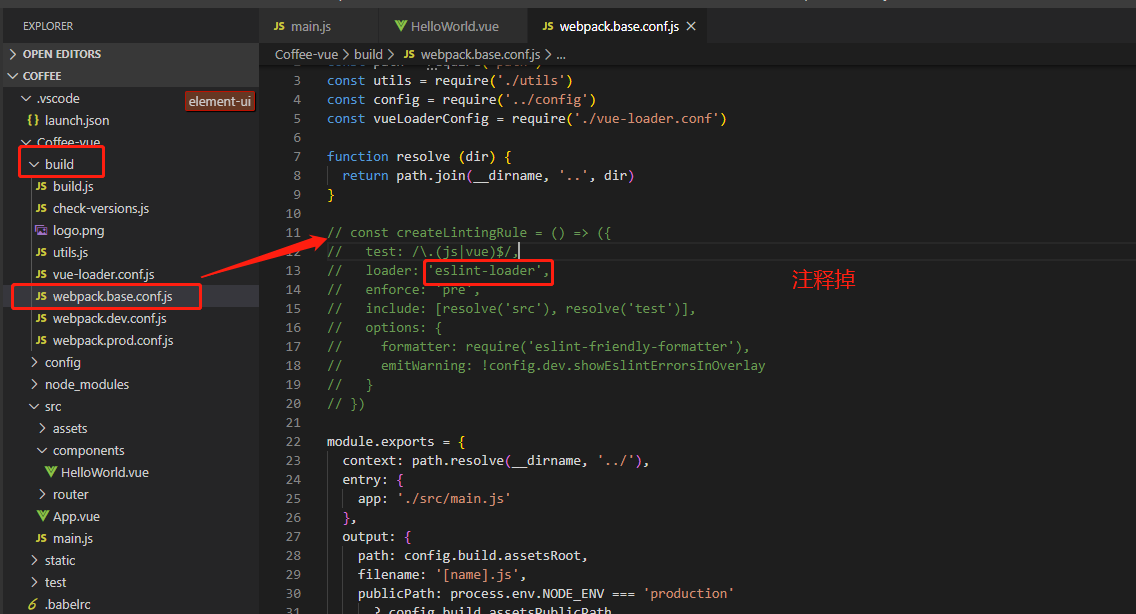 EXPLORER
OPEN EDITORS
COFFEE
.vscode
element-ui
launch.json
Coffee-vue
build
build.js
check-versions.js
logo.png
utils.js
vue-loader.conf.js
webpack.base.conf.js
webpack.dev.conf.js
webpack.prod.conf.js
config
node_modules
src
assets
components
HelloWorld.vue
router
App.vue
main.js
static
test
.babelrc
JS main.js
HelloWorld.vue
JS webpack.base.conf.js ×
Coffee-vue > build > JS webpack.base.conf.js > ...
3 const utils = require('./utils')
4 const config = require('../config')
5 const vueLoaderConfig = require('./vue-loader.conf')
6
7 function resolve (dir) {
8 return path.join(__dirname, '..', dir)
9 }
10
11 // const createLintingRule = () => ({
12 // test: /\.(js|vue)$/,
13 // loader: 'eslint-loader',
14 // enforce: 'pre',
15 // include: [resolve('src'), resolve('test')],
16 // options: {
17 // formatter: require('eslint-friendly-formatter'),
18 // emitWarning: !config.dev.showEslintErrorsInOverlay
19 // }
20 // })
21
22 module.exports = {
23 context: path.resolve(__dirname, '../'),
24 entry: {
25 app: './src/main.js'
26 },
27 output: {
28 path: config.build.assetsRoot,
29 filename: '[name].js',
30 publicPath: process.env.NODE_ENV === 'production'
31 ? config.build.assetsPublicPath
注释掉